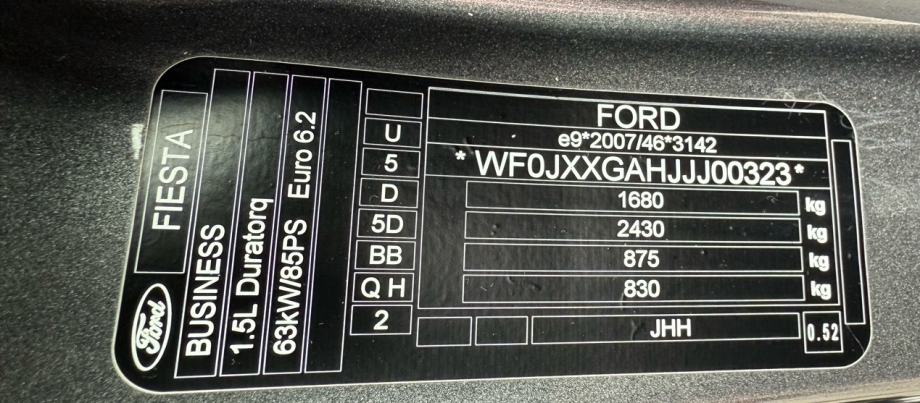 FORD
e9*2007/46*3142
*WF0JXXGAHJJJ00323*
1680 kg
2430 kg
875 kg
830 kg
JHH
0.52
U
5
D
5D
BB
Q H
2
Ford
FIESTA
BUSINESS
1.5L Duratorq
63kW/85PS Euro 6.2